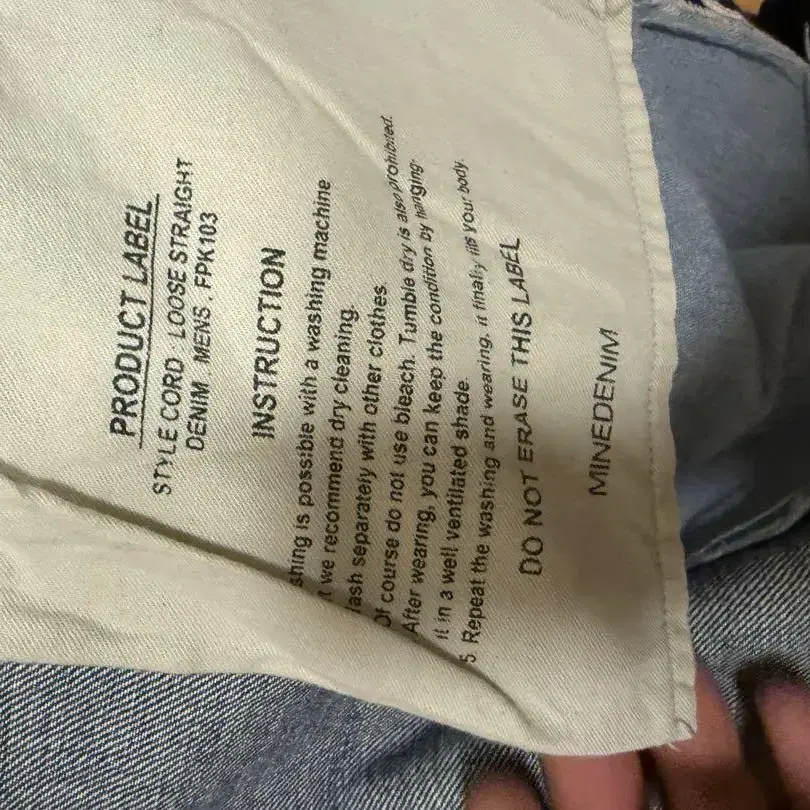 PRODUCT LABEL
STYLE CORD LOOSE STRAIGHT
DENIM . MENS . FPK103
INSTRUCTION
shing is possible with a washing machine
t we recommend dry cleaning.
ash separately with other clothes.
Of course do not use bleach. Tumble dry is also prohibited.
After wearing, you can keep the condition by hanging
it in a well ventilated shade.
5 Repeat the washing and wearing, it finally fits your body.
DO NOT ERASE THIS LABEL
MINEDENIM